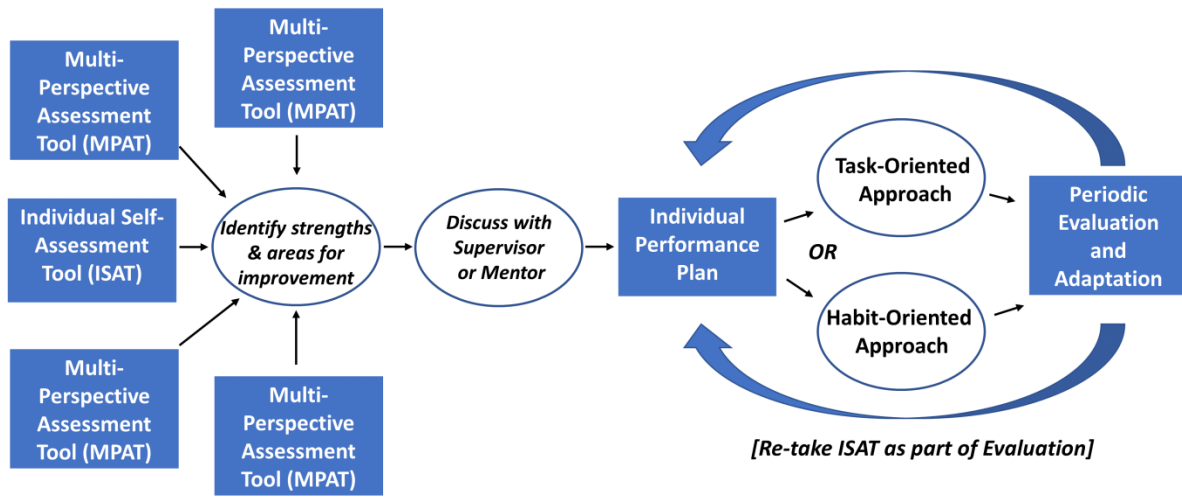 Multi-
Perspective
Assessment
Tool (MPAT)
Multi-
Perspective
Assessment
Tool (MPAT)
Individual Self-
Assessment
Tool (ISAT)
Multi-
Perspective
Assessment
Tool (MPAT)
Multi-
Perspective
Assessment
Tool (MPAT)
Identify strengths
& areas for
improvement
Discuss with
Supervisor
or Mentor
Individual
Performance
Plan
Task-Oriented
Approach
OR
Habit-Oriented
Approach
Periodic
Evaluation
and
Adaptation
[Re-take ISAT as part of Evaluation]